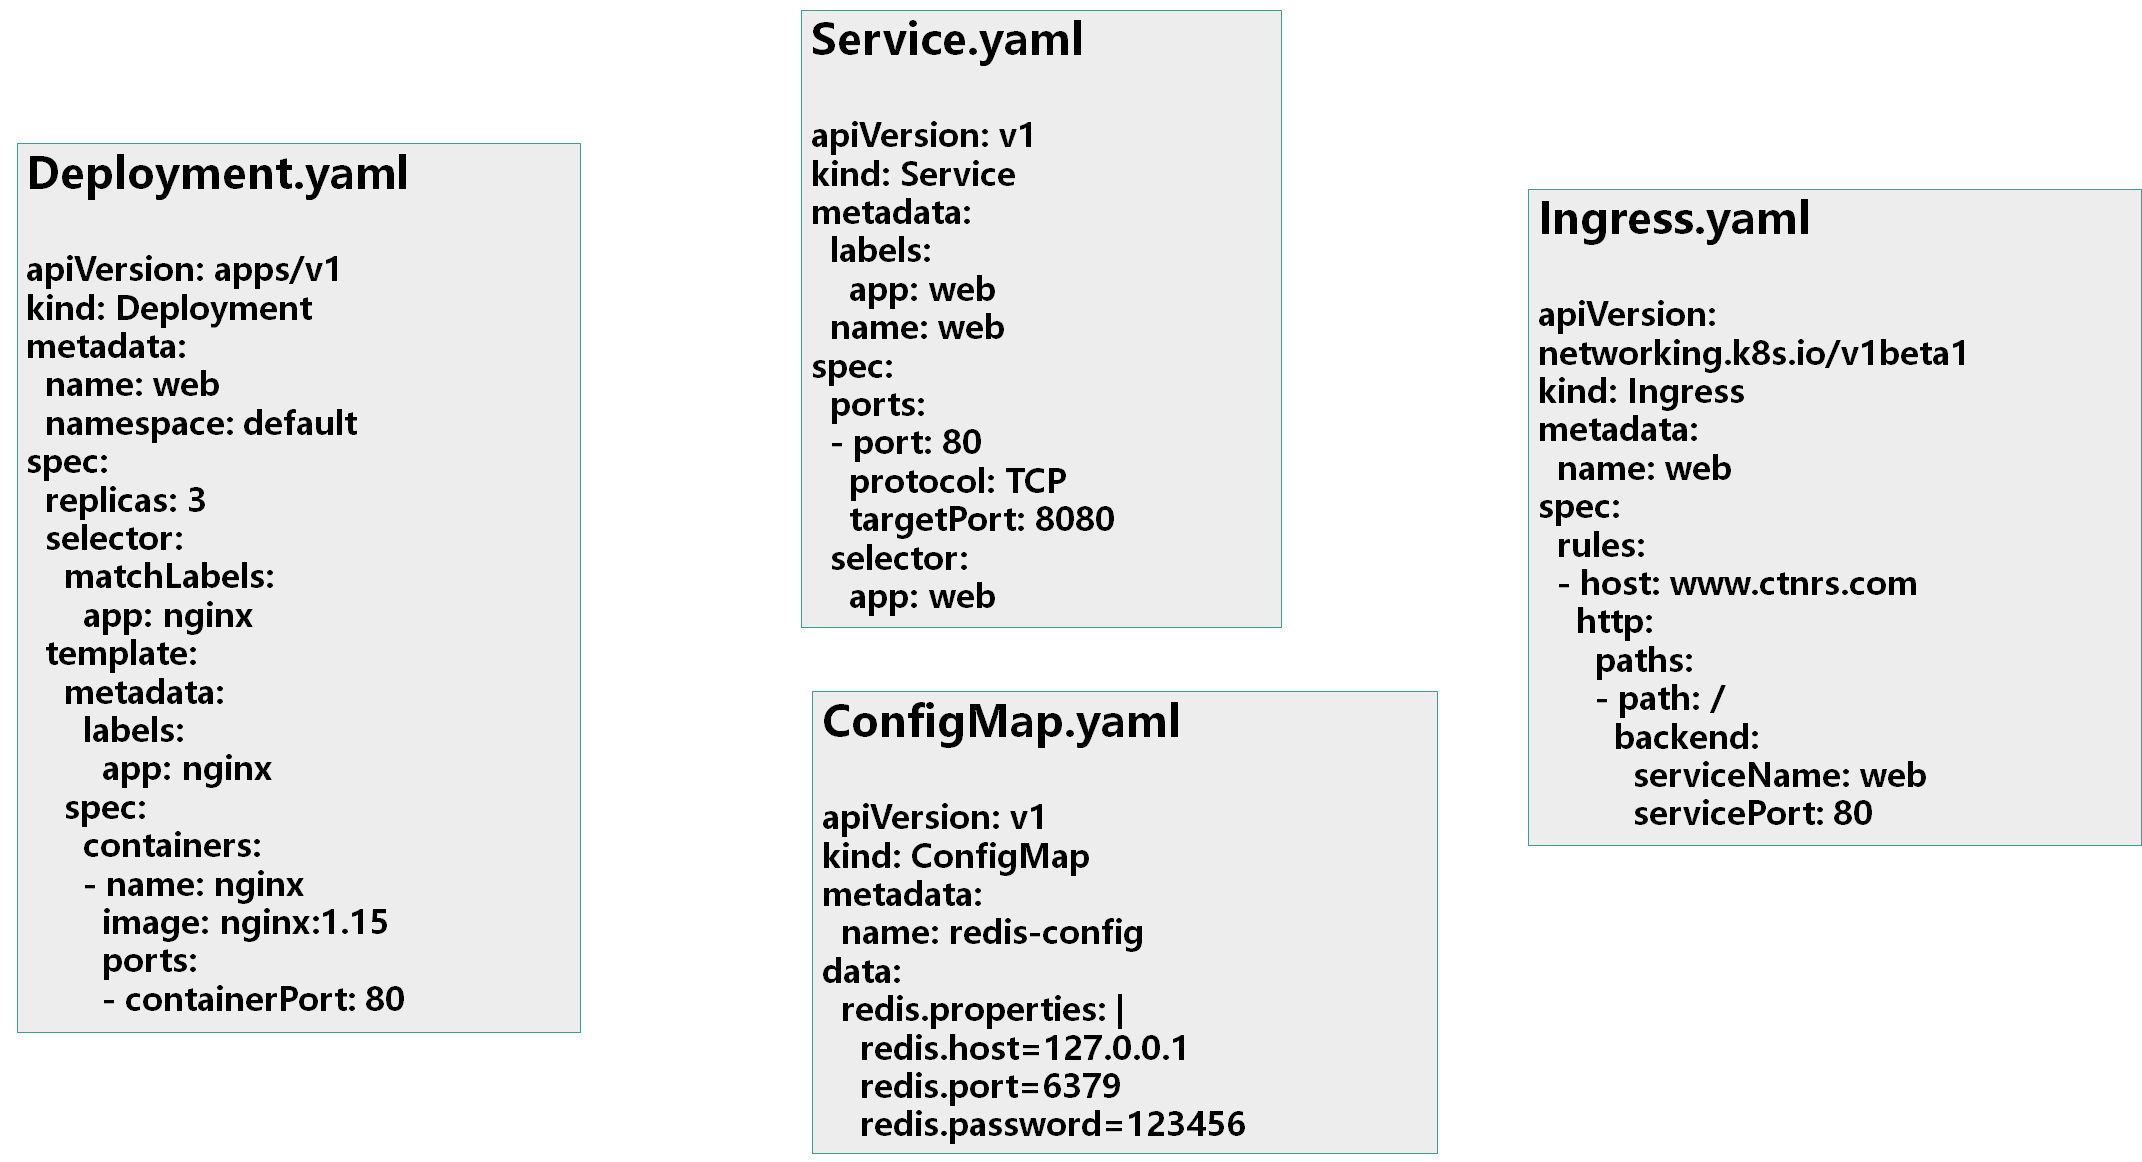 Deployment.yaml
apiVersion: apps/v1
kind: Deployment
metadata:
  name: web
  namespace: default
spec:
  replicas: 3
  selector:
    matchLabels:
      app: nginx
  template:
    metadata:
      labels:
        app: nginx
    spec:
      containers:
      - name: nginx
        image: nginx:1.15
        ports:
        - containerPort: 80
Service.yaml
apiVersion: v1
kind: Service
metadata:
  labels:
    app: web
  name: web
spec:
  ports:
  - port: 80
    protocol: TCP
    targetPort: 8080
  selector:
    app: web
ConfigMap.yaml
apiVersion: v1
kind: ConfigMap
metadata:
  name: redis-config
data:
  redis.properties: |
    redis.host=127.0.0.1
    redis.port=6379
    redis.password=123456
Ingress.yaml
apiVersion:
networking.k8s.io/v1beta1
kind: Ingress
metadata:
  name: web
spec:
  rules:
  - host: www.ctnrs.com
    http:
      paths:
      - path: /
        backend:
          serviceName: web
          servicePort: 80